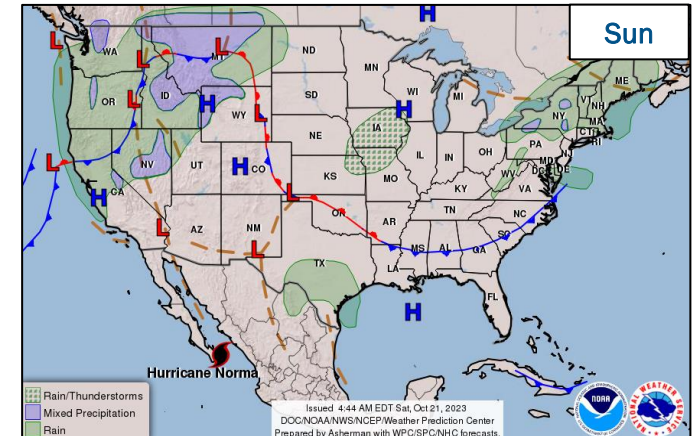 Sun
H
L
L
WA
MT
L
ND
MN
ME
L
OR
ID
H
WY
SD
WI
MI
H
VT
NH
NY
MA
CT
RI
L
NE
IA
IL
IN
OH
PA
NJ
MD
DE
DC
L
NV
UT
H
CO
KS
MO
KY
WV
VA
H
CA
L
OK
TN
NC
L
AZ
NM
AR
SC
L
TX
LA
MS
AL
GA
FL
H
Hurricane Norma
Rain/Thunderstorms
Mixed Precipitation
Rain
Issued 4:44 AM EDT Sat, Oct 21, 2023
DOC/NOAA/NWS/NCEP/Weather Prediction Center
Prepared by Asherman with WPC/SPC/NHC forecasts.
NOAA
NATIONAL WEATHER SERVICE